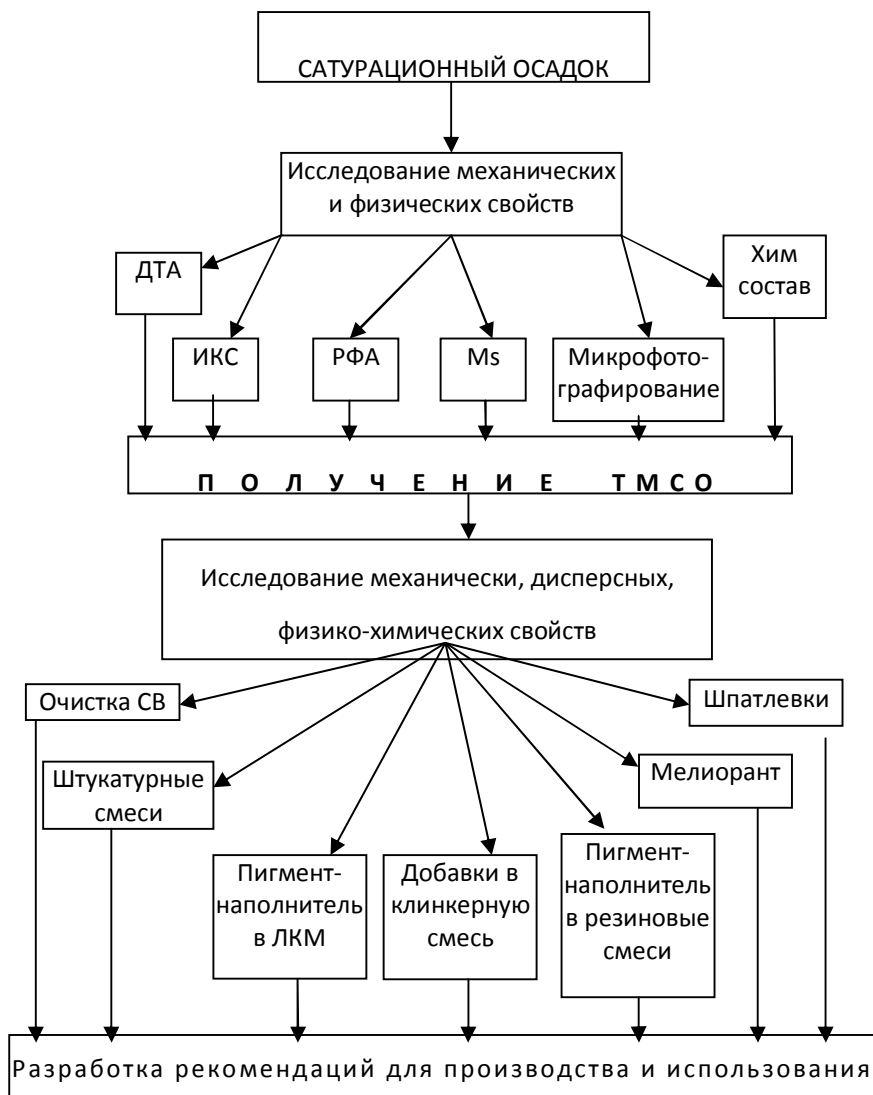 САТУРАЦИОННЫЙ ОСАДОК
Исследование механических
и физических свойств
ДТА
Хим
состав
ИКС
РФА
Ms
Микрофото-
графирование
ПОЛУЧЕНИЕ ТМСО
Исследование механически, дисперсных,
физико-химических свойств
Очистка СВ
Шпатлевки
Штукатурные
смеси
Мелиорант
Пигмент-
наполнитель
в ЛКМ
Добавки в
клинкерную
смесь
Пигмент-
наполнитель
в резиновые
смеси
Разработка рекомендаций для производства и использования